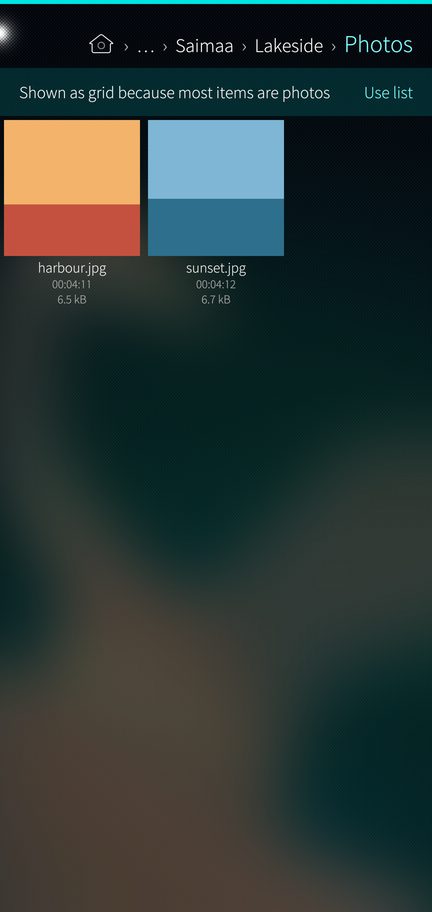 › … › Saimaa › Lakeside › Photos
Shown as grid because most items are photos Use list
harbour.jpg
00:04:11
6.5 kB
sunset.jpg
00:04:12
6.7 kB